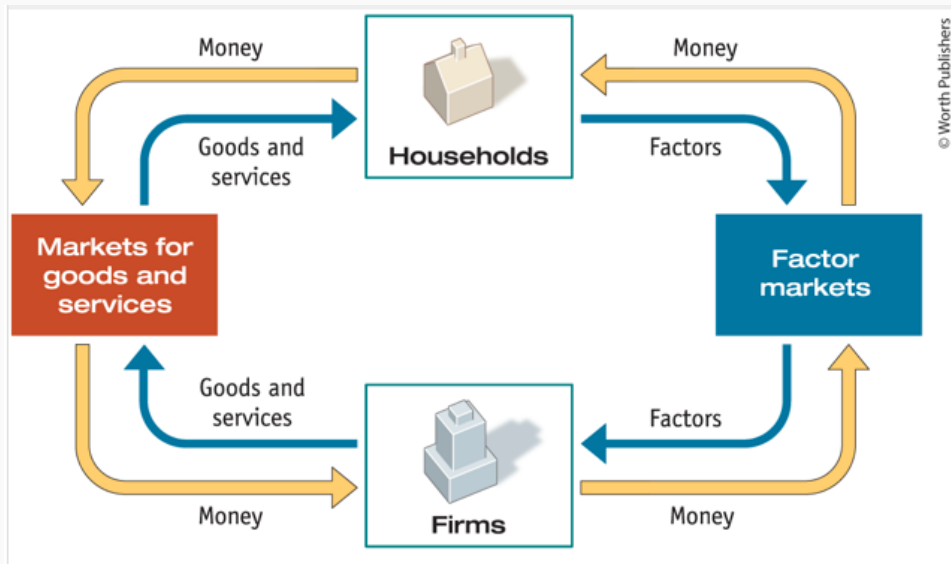 Money
Money
© Worth Publishers
Goods and
services
Households
Factors
Markets for
goods and
services
Factor
markets
Goods and
services
Factors
Money
Firms
Money